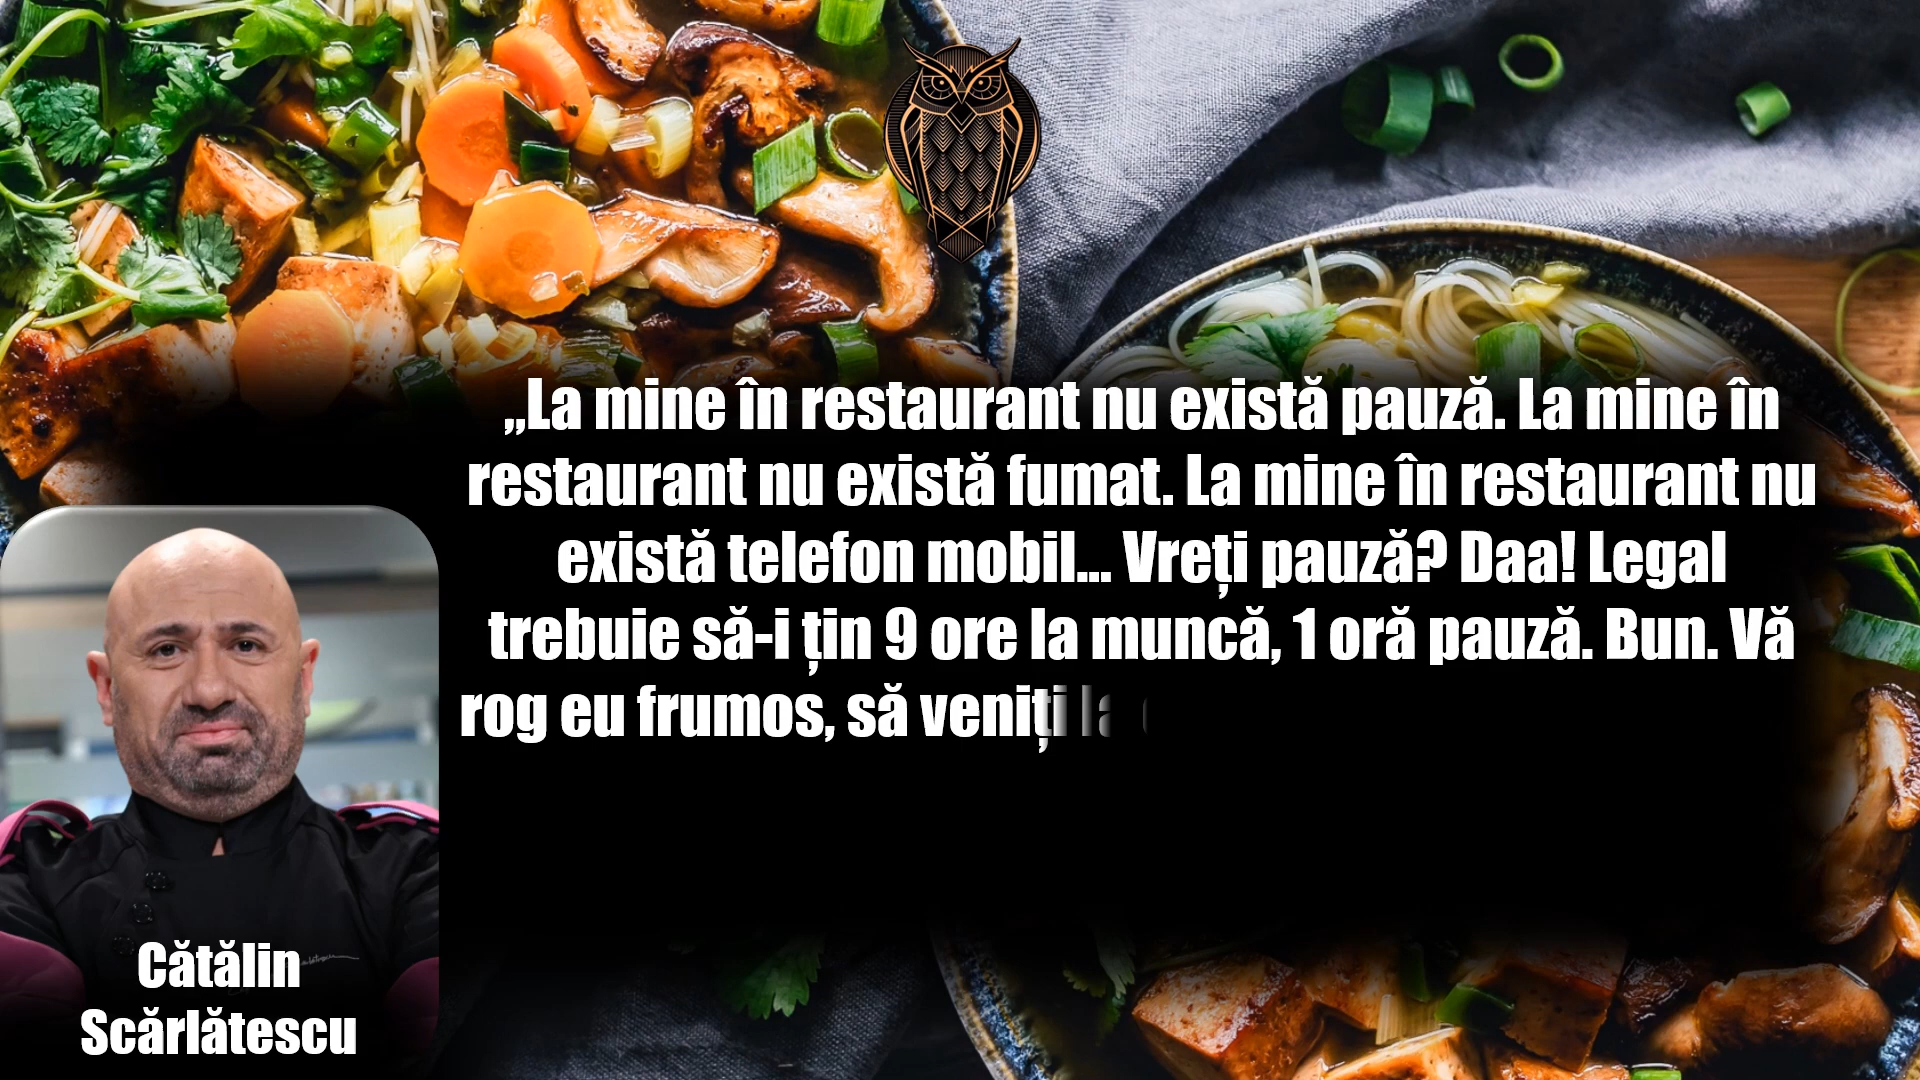 „La mine în restaurant nu există pauză. La mine în
restaurant nu există fumat. La mine în restaurant nu
există telefon mobil... Vreți pauză? Daa! Legal
trebuie să-i țin 9 ore la muncă, 1 oră pauză. Bun. Vă
rog eu frumos, să veniți la
Cătălin
Scărlătescu